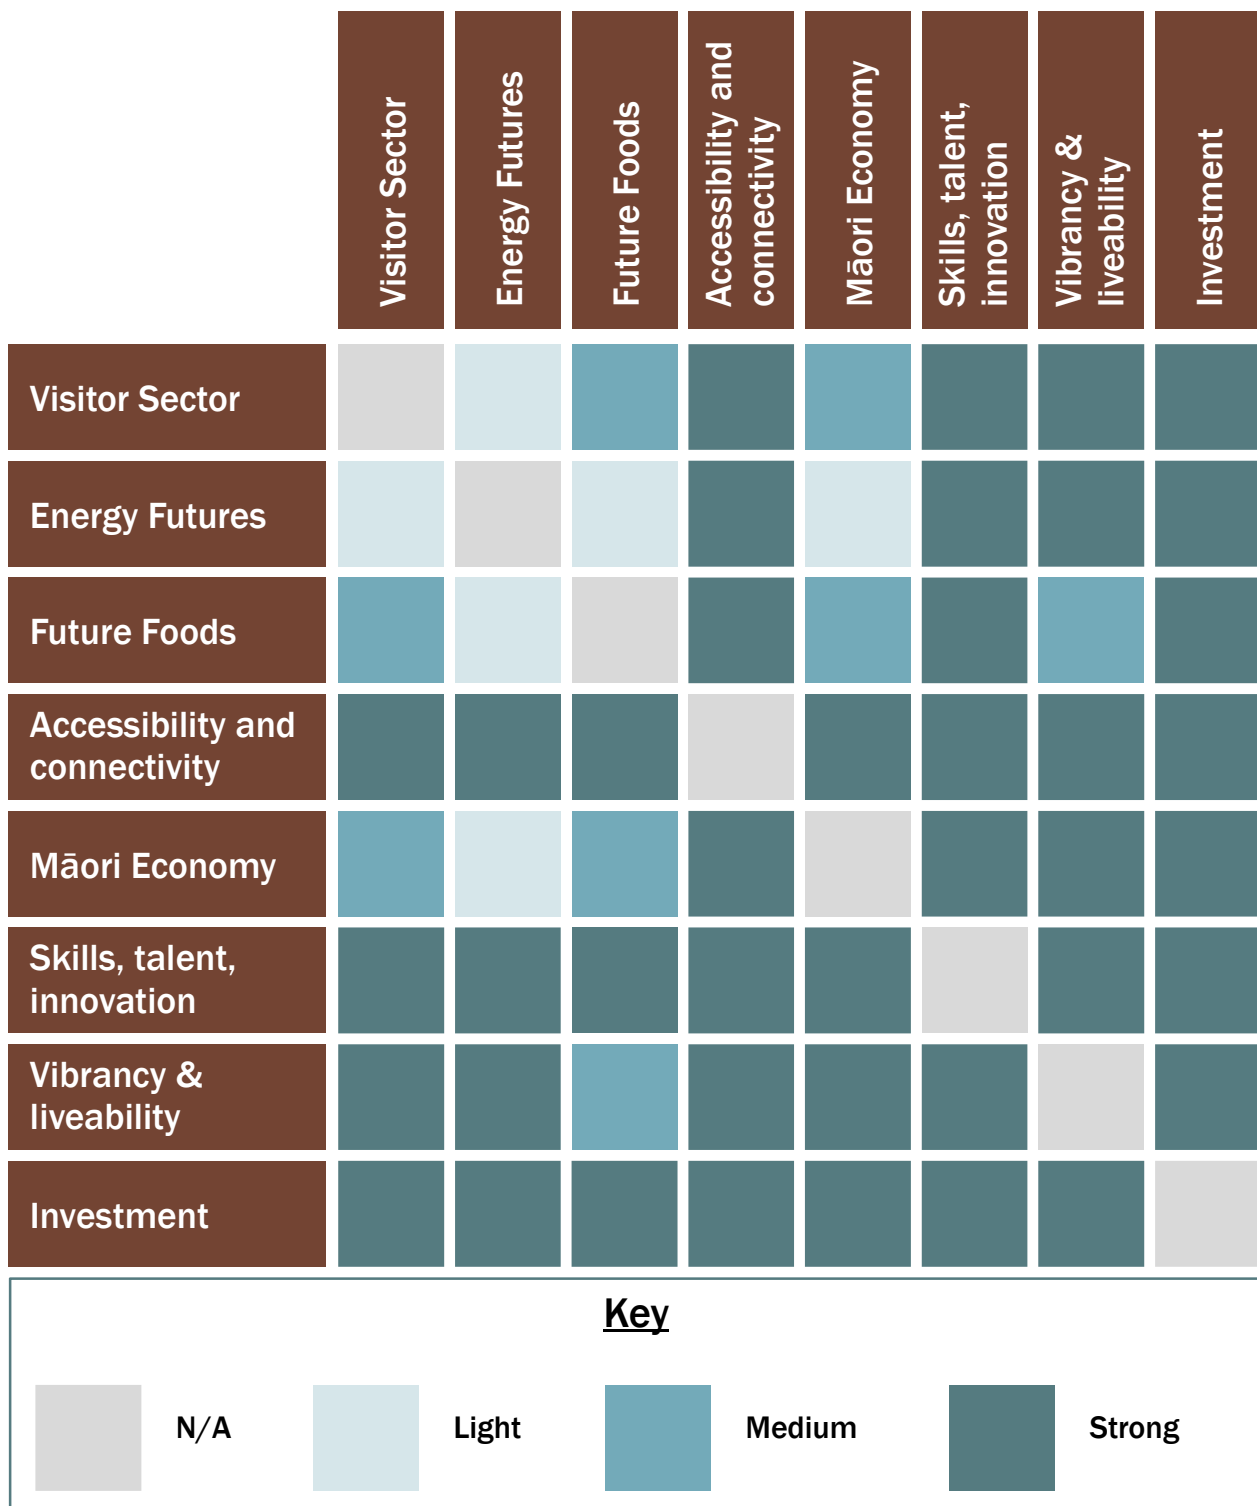 Visitor Sector
Energy Futures
Future Foods
Accessibility and
connectivity
Māori Economy
Skills, talent,
innovation
Vibrancy &
liveability
Investment
Visitor Sector
Energy Futures
Future Foods
Accessibility and
connectivity
Māori Economy
Skills, talent,
innovation
Vibrancy &
liveability
Investment
Key
N/A
Light
Medium
Strong